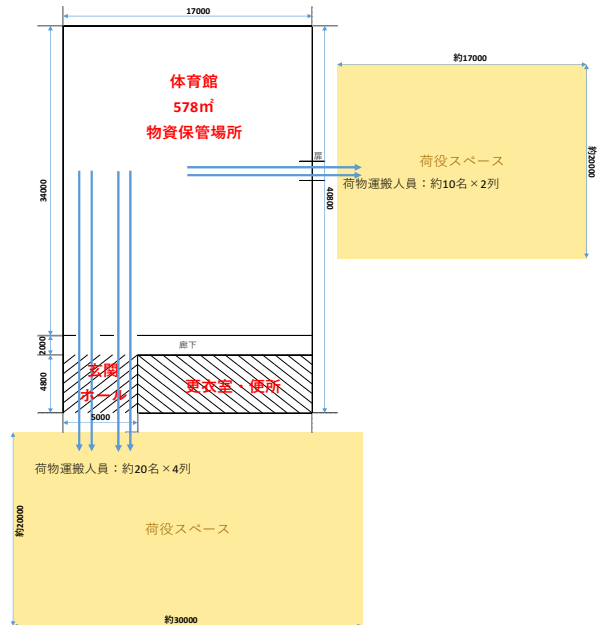 17000
約17000
体育館
578㎡
物資保管場所
扉
荷役スペース
荷物運搬人員：約10名×2列
約20000
34000
40800
廊下
2000
玄関
ホール
更衣室・便所
4800
5000
荷物運搬人員：約20名×4列
荷役スペース
約20000
約30000